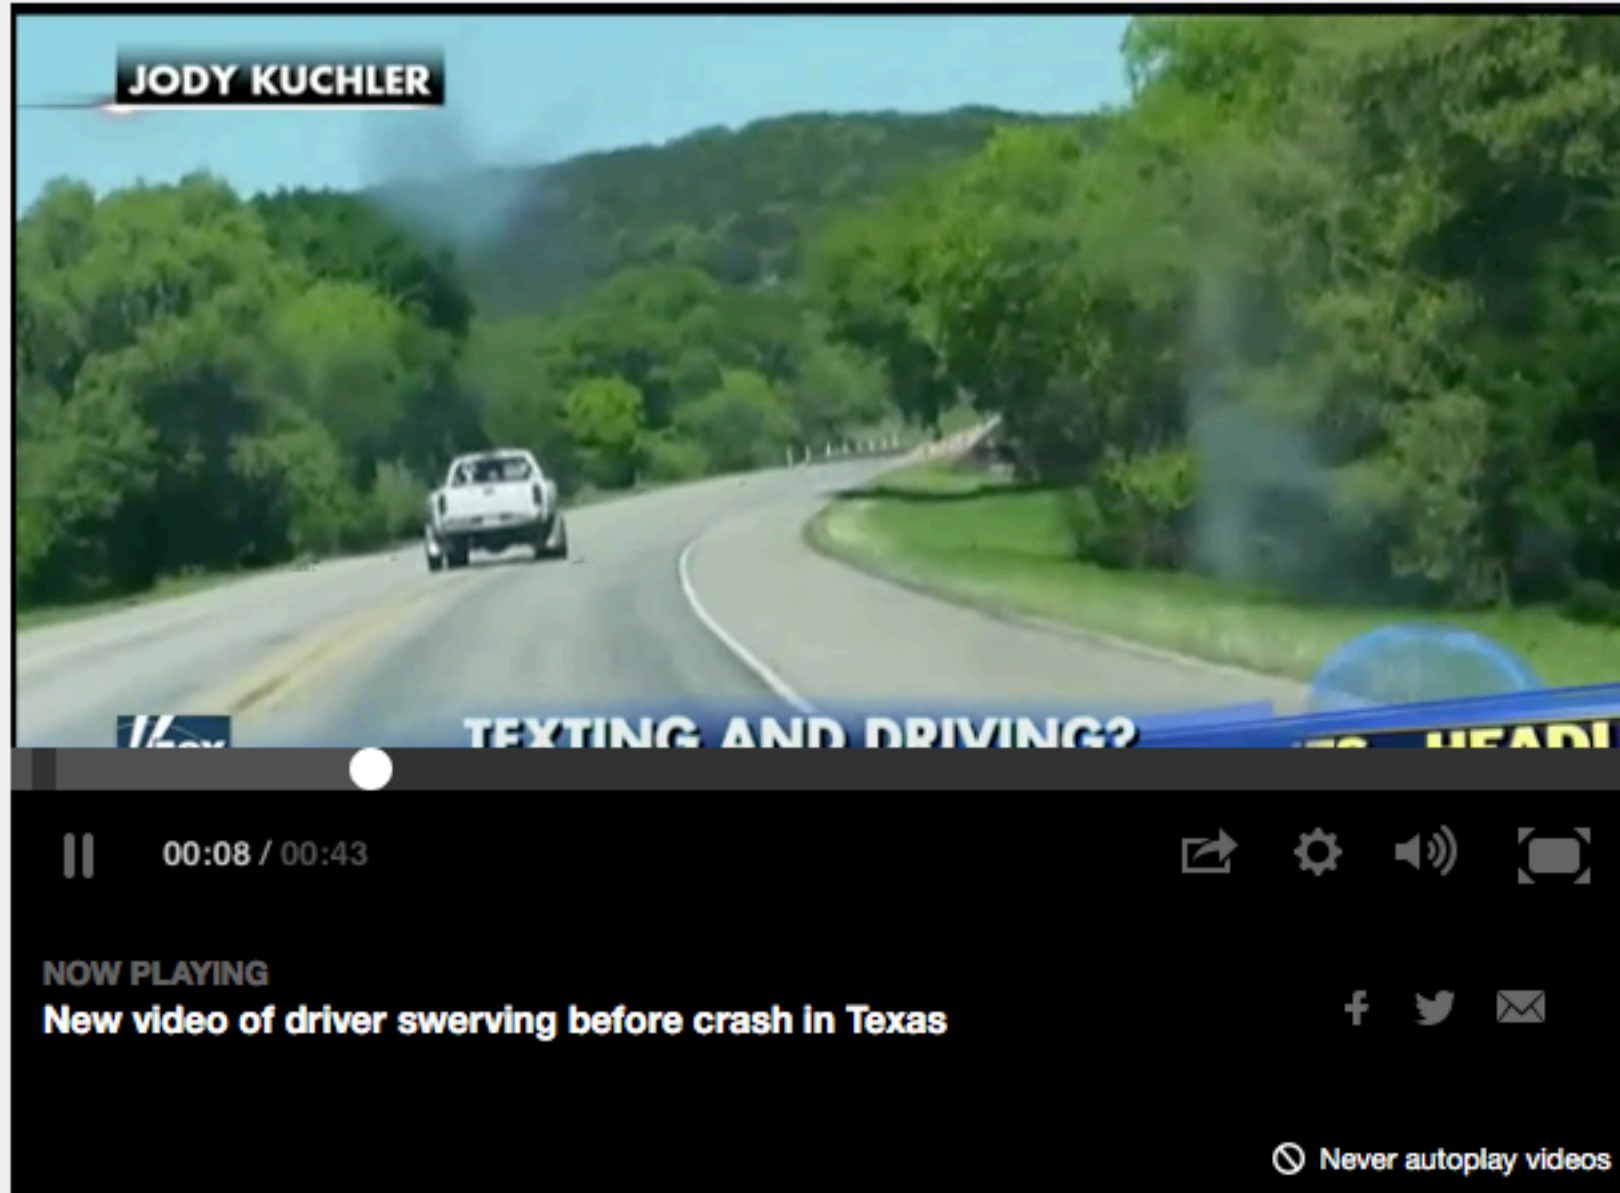 JODY KUCHLER
TEXTING AND DRIVING?
00:08 / 00:43
NOW PLAYING
New video of driver swerving before crash in Texas
Never autoplay videos